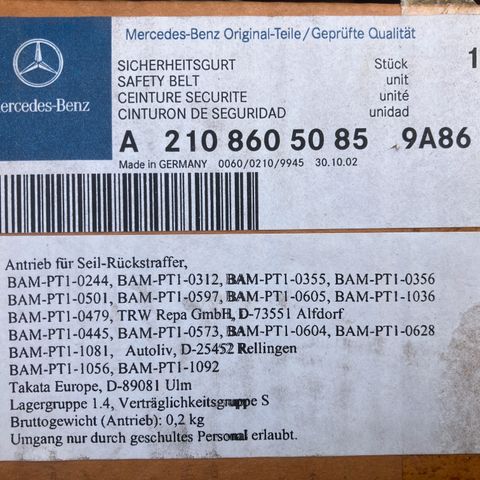 Mercedes-Benz
Mercedes-Benz Original-Teile/Geprüfte Qualität
SICHERHEITSGURT Stück 1
SAFETY BELT unit
CEINTURE SECURITE unité
CINTURON DE SEGURIDAD unidad
A 210 860 50 85 9A86
Made in GERMANY 0060/0210/9945 30.10.02
Antrieb für Seil-Rückstraffer,
BAM-PT1-0244, BAM-PT1-0312, BAM-PT1-0355, BAM-PT1-0356
BAM-PT1-0501, BAM-PT1-0597, BAM-PT1-0605, BAM-PT1-1036
BAM-PT1-0479, TRW Repa GmbH, D-73551 Alfdorf
BAM-PT1-0445, BAM-PT1-0573, BAM-PT1-0604, BAM-PT1-0628
BAM-PT1-1081, Autoliv, D-25452 Rellingen
BAM-PT1-1056, BAM-PT1-1092
Takata Europe, D-89081 Ulm
Lagergruppe 1.4, Verträglichkeitsgruppe S
Bruttogewicht (Antrieb): 0,2 kg
Umgang nur durch geschultes Personal erlaubt.